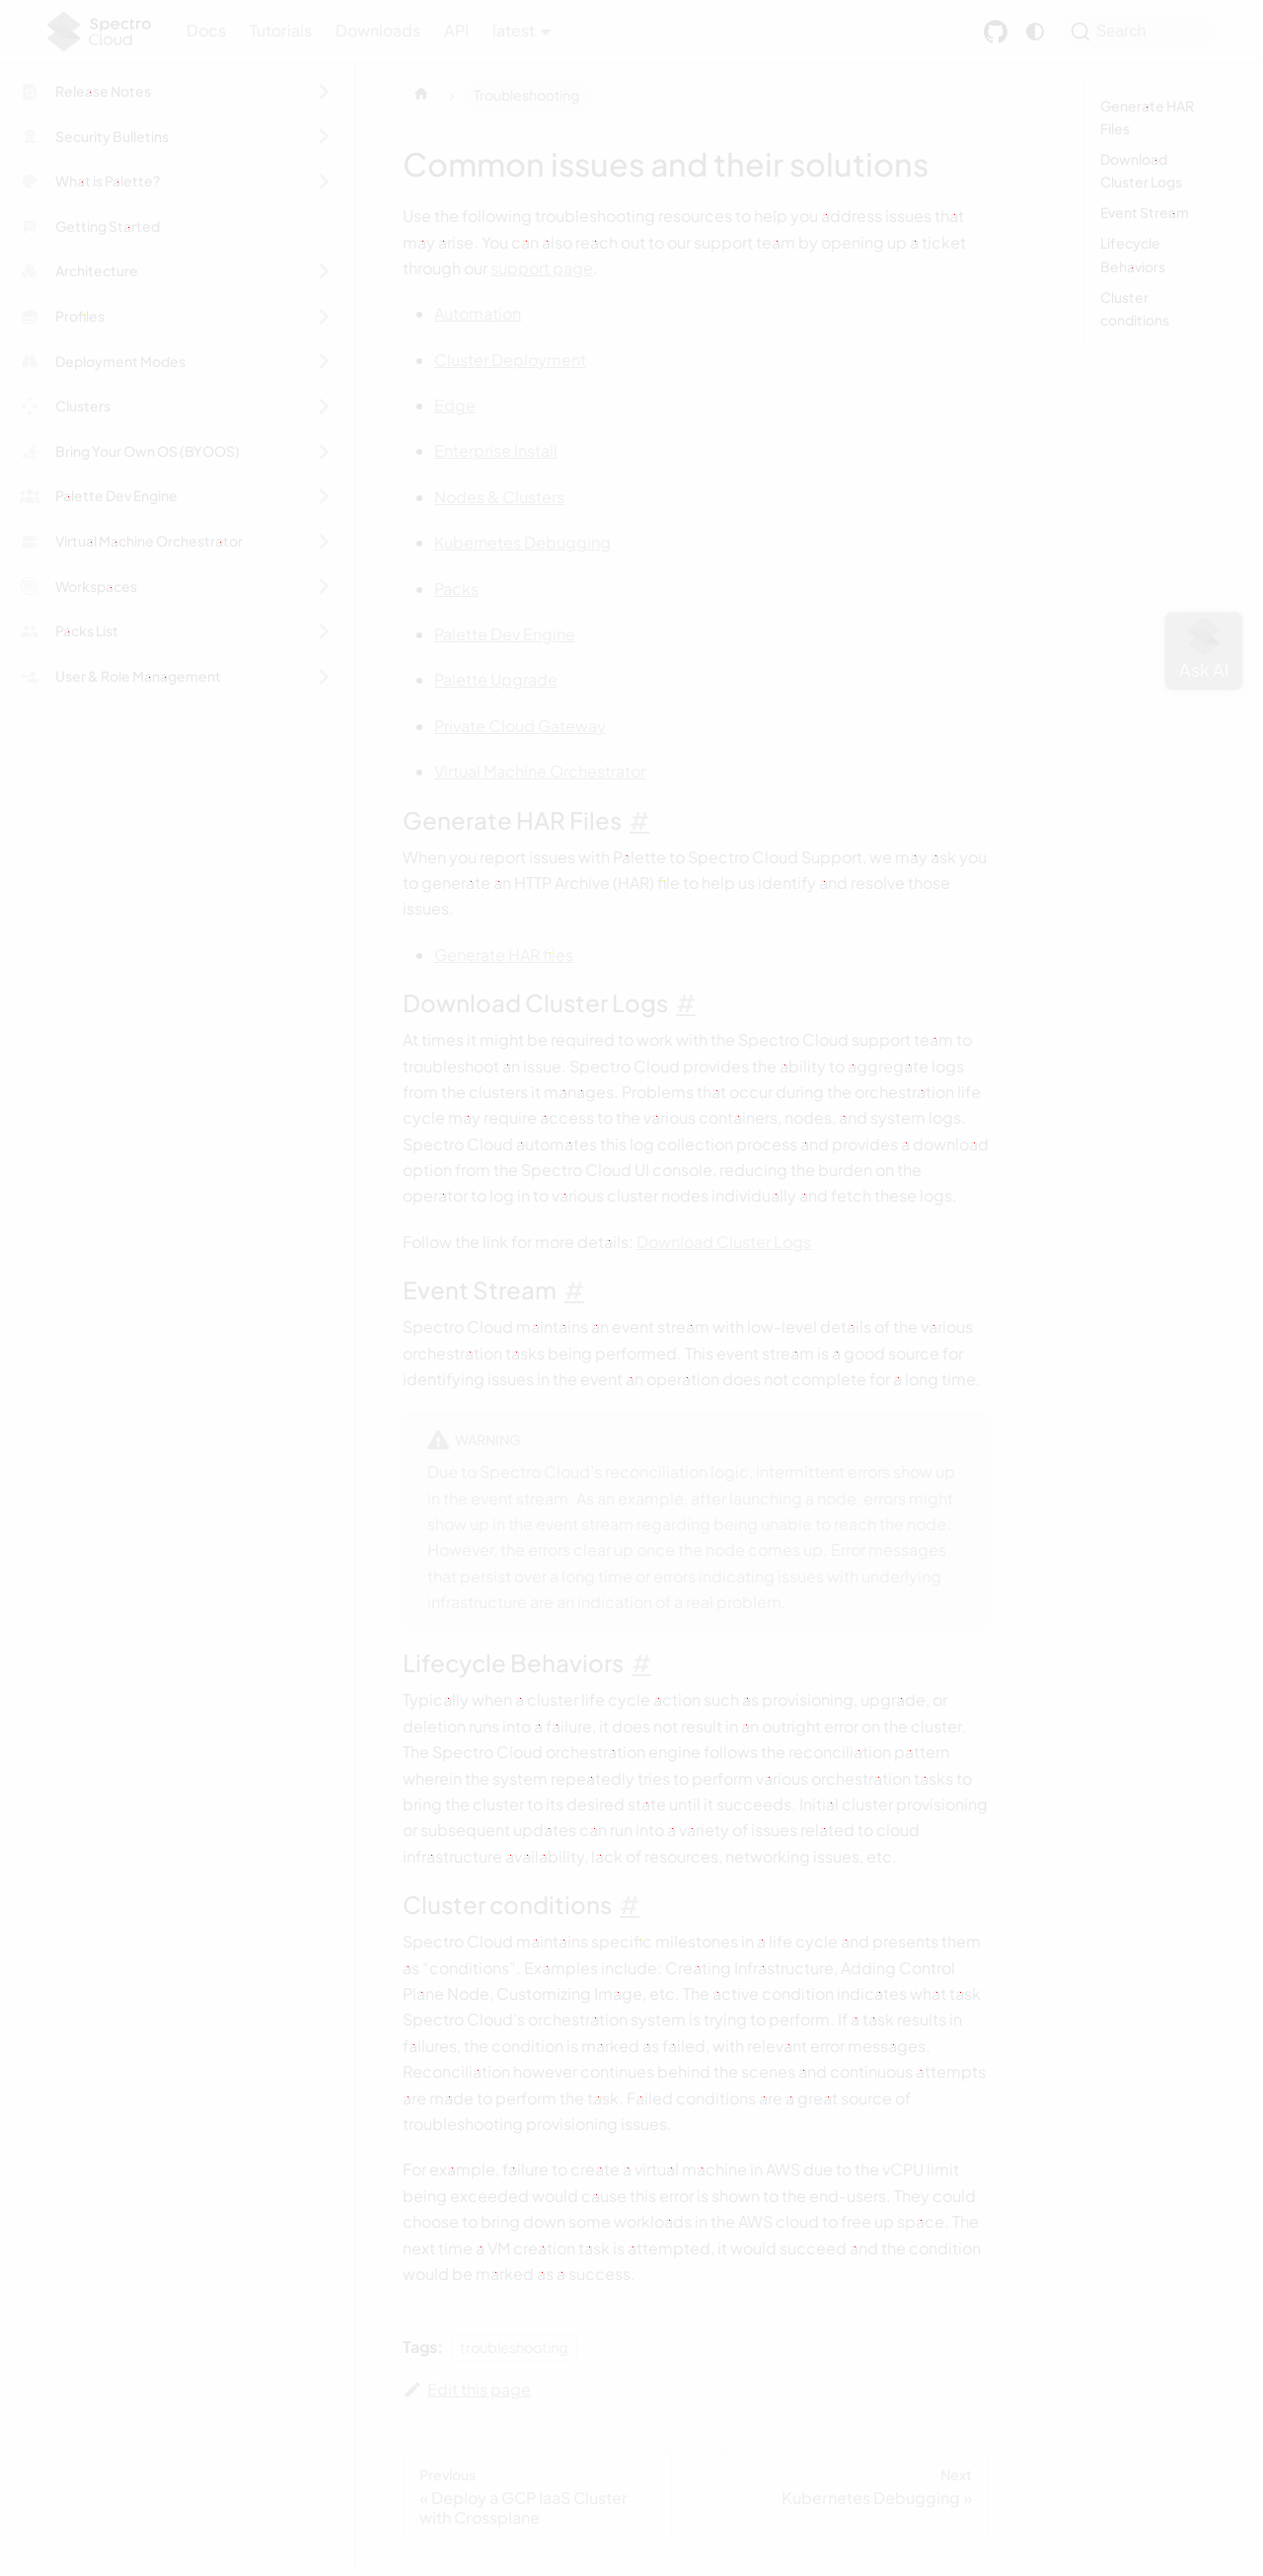 Spectro Cloud
Docs
Tutorials
Downloads
API
latest
Search
Release Notes
Security Bulletins
What is Palette?
Getting Started
Architecture
Profiles
Deployment Modes
Clusters
Bring Your Own OS (BYOOS)
Palette Dev Engine
Virtual Machine Orchestrator
Workspaces
Packs List
User & Role Management
Troubleshooting
Common issues and their solutions
Use the following troubleshooting resources to help you address issues that
may arise. You can also reach out to our support team by opening up a ticket
through our support page.
Automation
Cluster Deployment
Edge
Enterprise Install
Nodes & Clusters
Kubernetes Debugging
Packs
Palette Dev Engine
Palette Upgrade
Private Cloud Gateway
Virtual Machine Orchestrator
Generate HAR Files #
When you report issues with Palette to Spectro Cloud Support, we may ask you
to generate an HTTP Archive (HAR) file to help us identify and resolve those
issues.
Generate HAR files
Download Cluster Logs #
At times it might be required to work with the Spectro Cloud support team to
troubleshoot an issue. Spectro Cloud provides the ability to aggregate logs
from the clusters it manages. Problems that occur during the orchestration life
cycle may require access to the various containers, nodes, and system logs.
Spectro Cloud automates this log collection process and provides a download
option from the Spectro Cloud UI console, reducing the burden on the
operator to log in to various cluster nodes individually and fetch these logs.
Follow the link for more details: Download Cluster Logs
Event Stream #
Spectro Cloud maintains an event stream with low-level details of the various
orchestration tasks being performed. This event stream is a good source for
identifying issues in the event an operation does not complete for a long time.
WARNING
Due to Spectro Cloud's reconciliation logic, intermittent errors show up
in the event stream. As an example, after launching a node, errors might
show up in the event stream regarding being unable to reach the node.
However, the errors clear up once the node comes up. Error messages
that persist over a long time or errors indicating issues with underlying
infrastructure are an indication of a real problem.
Lifecycle Behaviors #
Typically when a cluster life cycle action such as provisioning, upgrade, or
deletion runs into a failure, it does not result in an outright error on the cluster.
The Spectro Cloud orchestration engine follows the reconciliation pattern
wherein the system repeatedly tries to perform various orchestration tasks to
bring the cluster to its desired state until it succeeds. Initial cluster provisioning
or subsequent updates can run into a variety of issues related to cloud
infrastructure availability, lack of resources, networking issues, etc.
Cluster conditions #
Spectro Cloud maintains specific milestones in a life cycle and presents them
as "conditions". Examples include: Creating Infrastructure, Adding Control
Plane Node, Customizing Image, etc. The active condition indicates what task
Spectro Cloud's orchestration system is trying to perform. If a task results in
failures, the condition is marked as failed, with relevant error messages.
Reconciliation however continues behind the scenes and continuous attempts
are made to perform the task. Failed conditions are a great source of
troubleshooting provisioning issues.
For example, failure to create a virtual machine in AWS due to the vCPU limit
being exceeded would cause this error is shown to the end-users. They could
choose to bring down some workloads in the AWS cloud to free up space. The
next time a VM creation task is attempted, it would succeed and the condition
would be marked as a success.
Tags: troubleshooting
Edit this page
Previous
« Deploy a GCP IaaS Cluster
with Crossplane
Next
Kubernetes Debugging »
Generate HAR
Files
Download
Cluster Logs
Event Stream
Lifecycle
Behaviors
Cluster
conditions
Ask AI